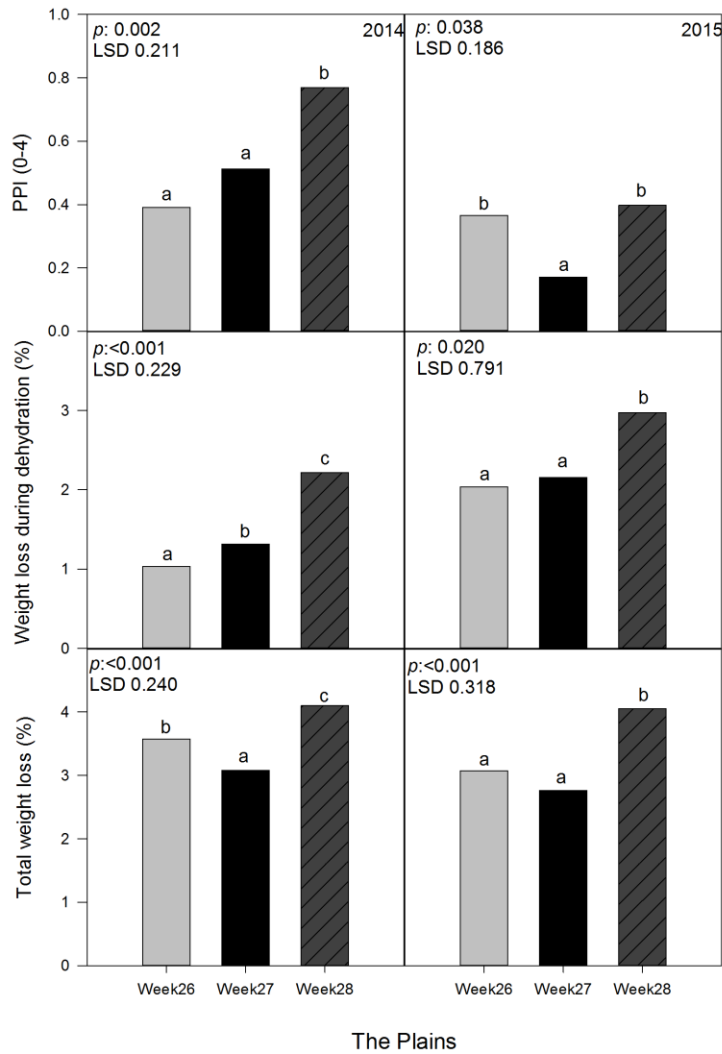 PPI (0-4)
1.0
0.8
0.6
0.4
0.2
0.0
p: 0.002
LSD 0.211
2014
a
a
b
p: 0.038
LSD 0.186
2015
b
a
b
Weight loss during dehydration (%)
3
2
1
0
p:<0.001
LSD 0.229
a
b
c
p: 0.020
LSD 0.791
a
a
b
Total weight loss (%)
4
3
2
1
0
p:<0.001
LSD 0.240
b
a
c
p:<0.001
LSD 0.318
a
a
b
Week26 Week27 Week28 Week26 Week27 Week28
The Plains